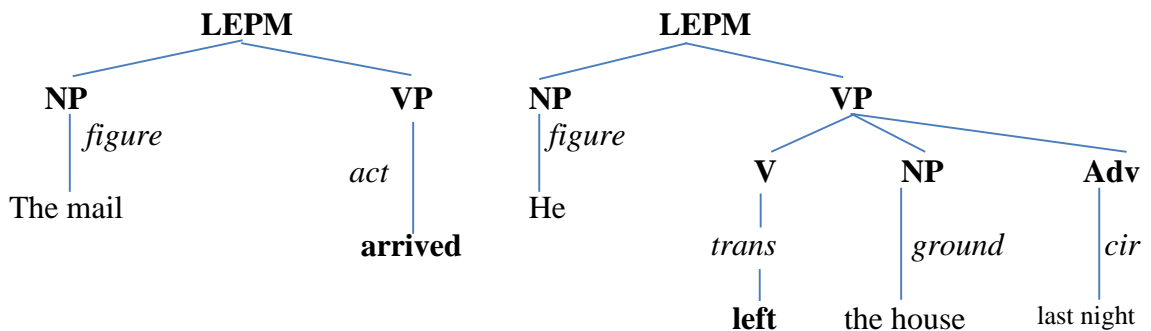 LEPM LEPM
NP VP NP VP
figure figure
act V NP Adv
The mail He
arrived trans ground cir
left the house last night